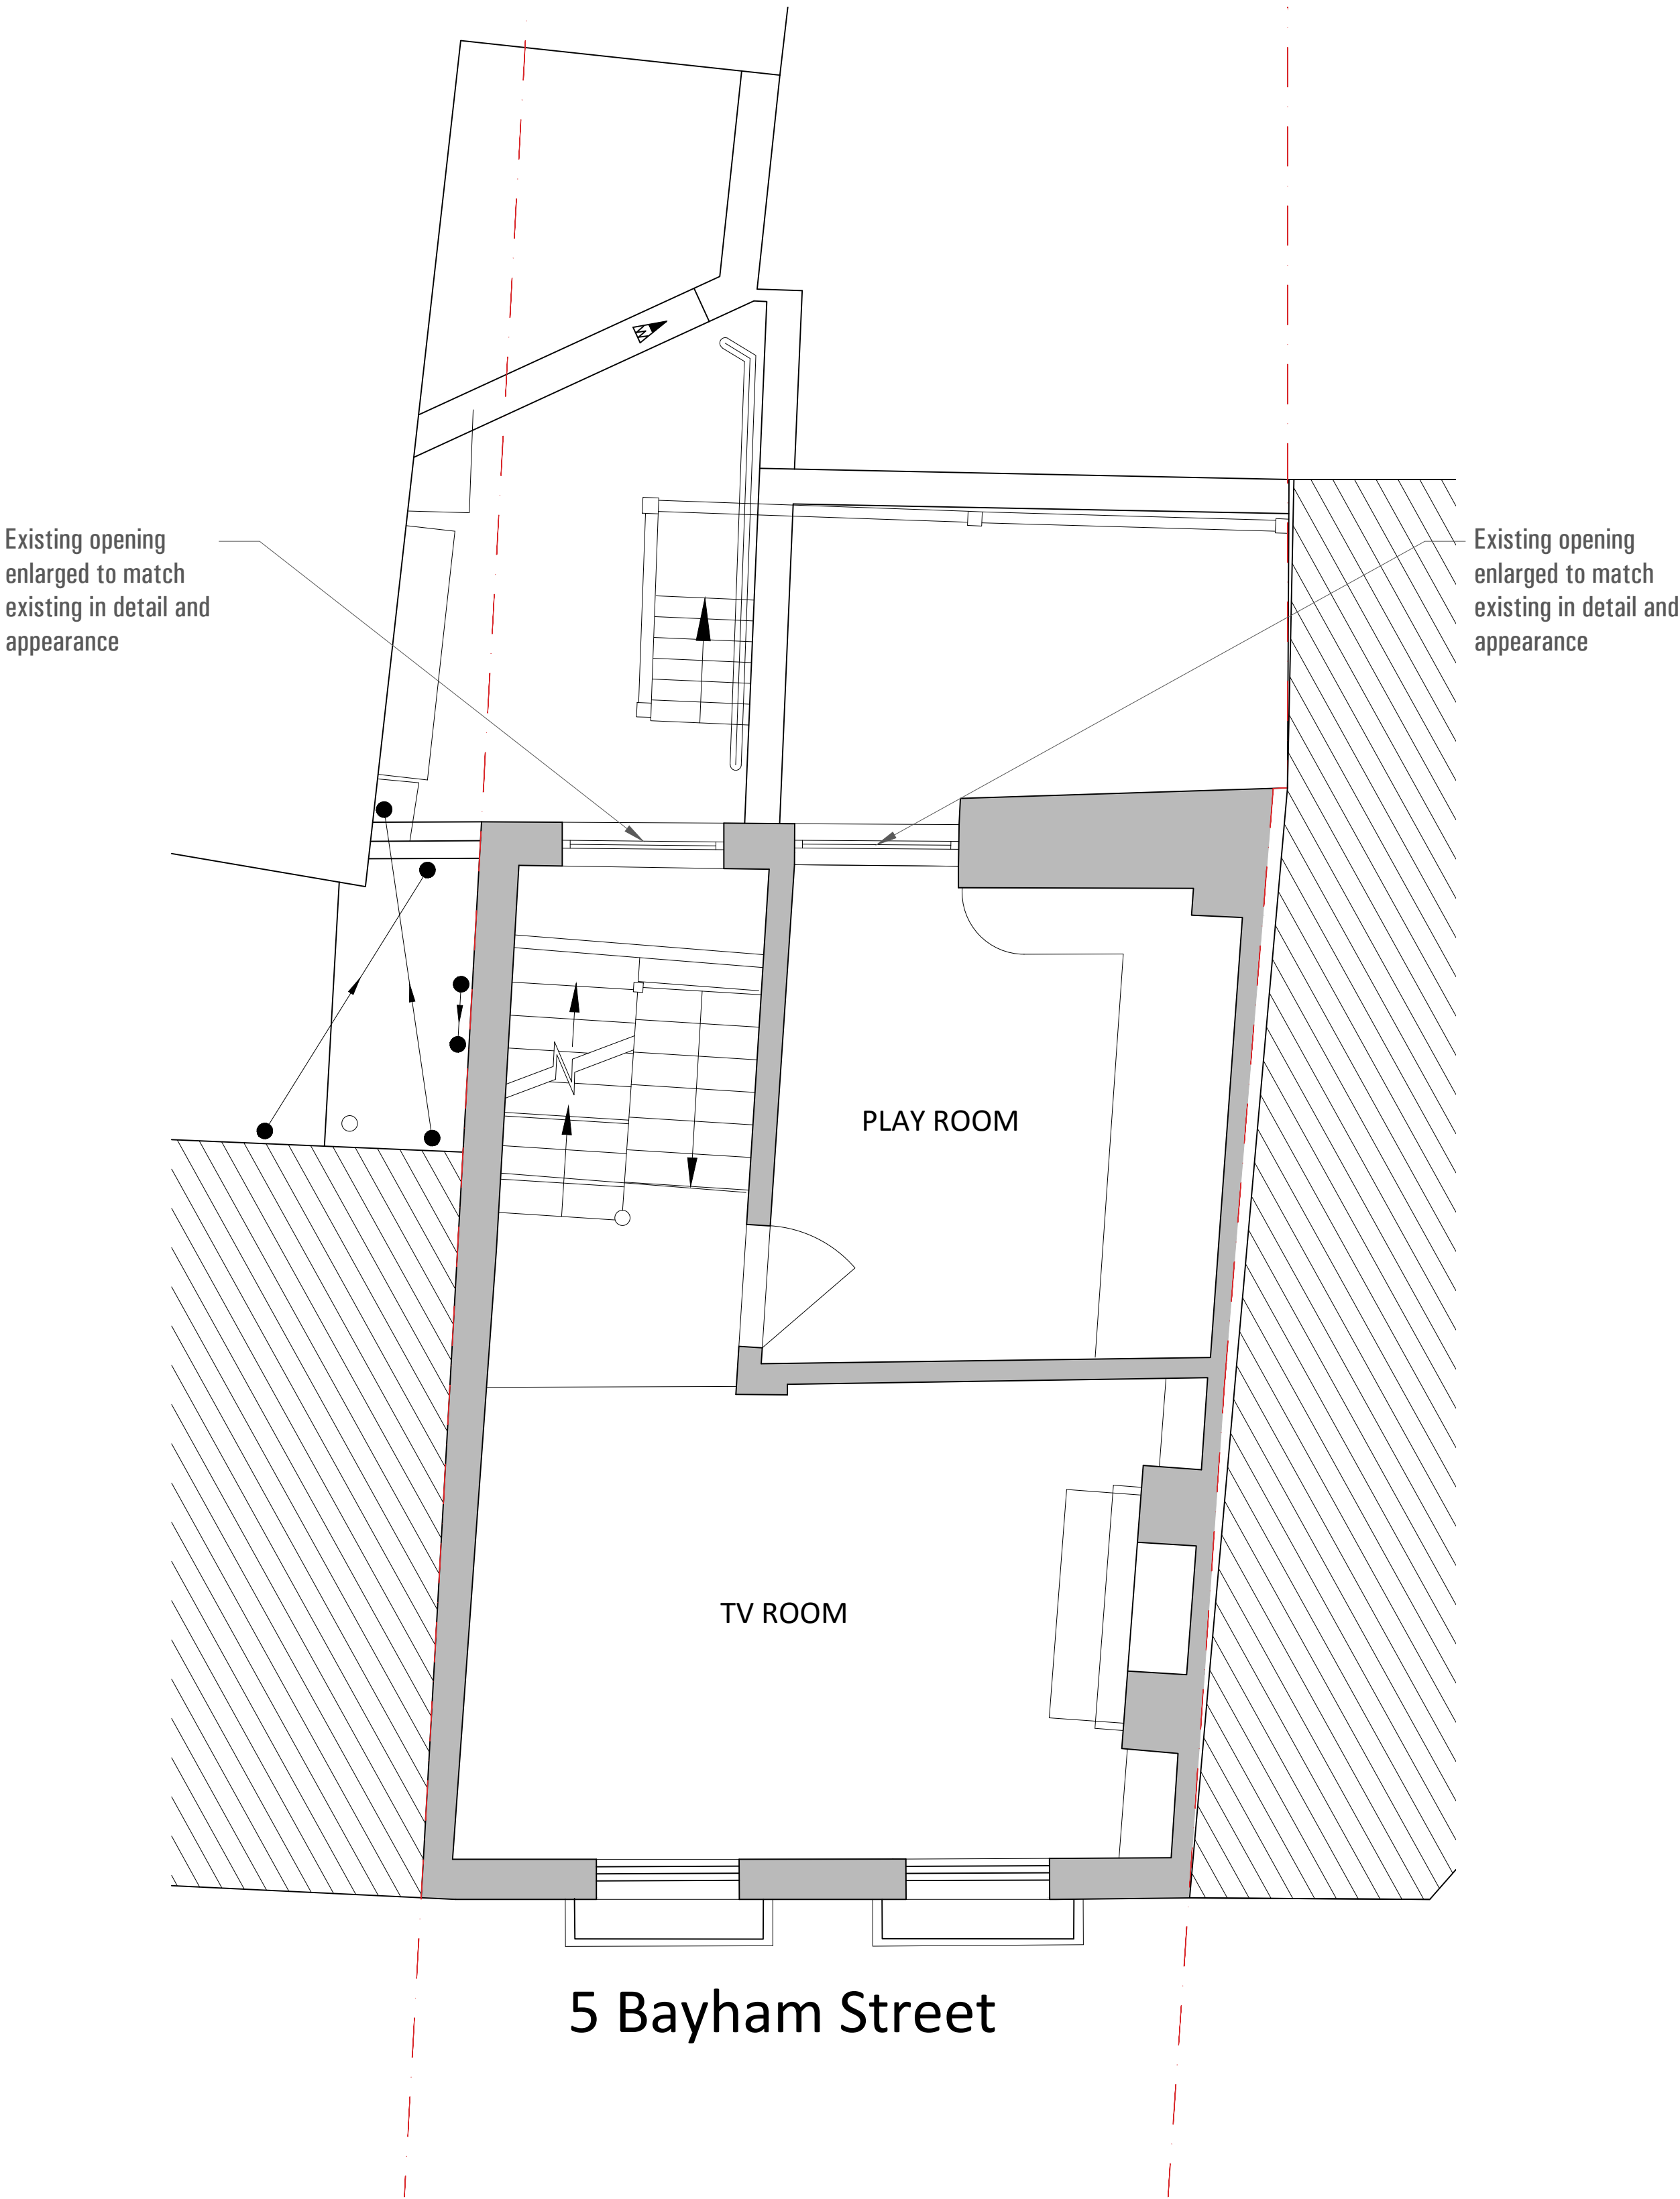 Existing opening
enlarged to match
existing in detail and
appearance
Existing opening
enlarged to match
existing in detail and
appearance
PLAY ROOM
TV ROOM
5 Bayham Street